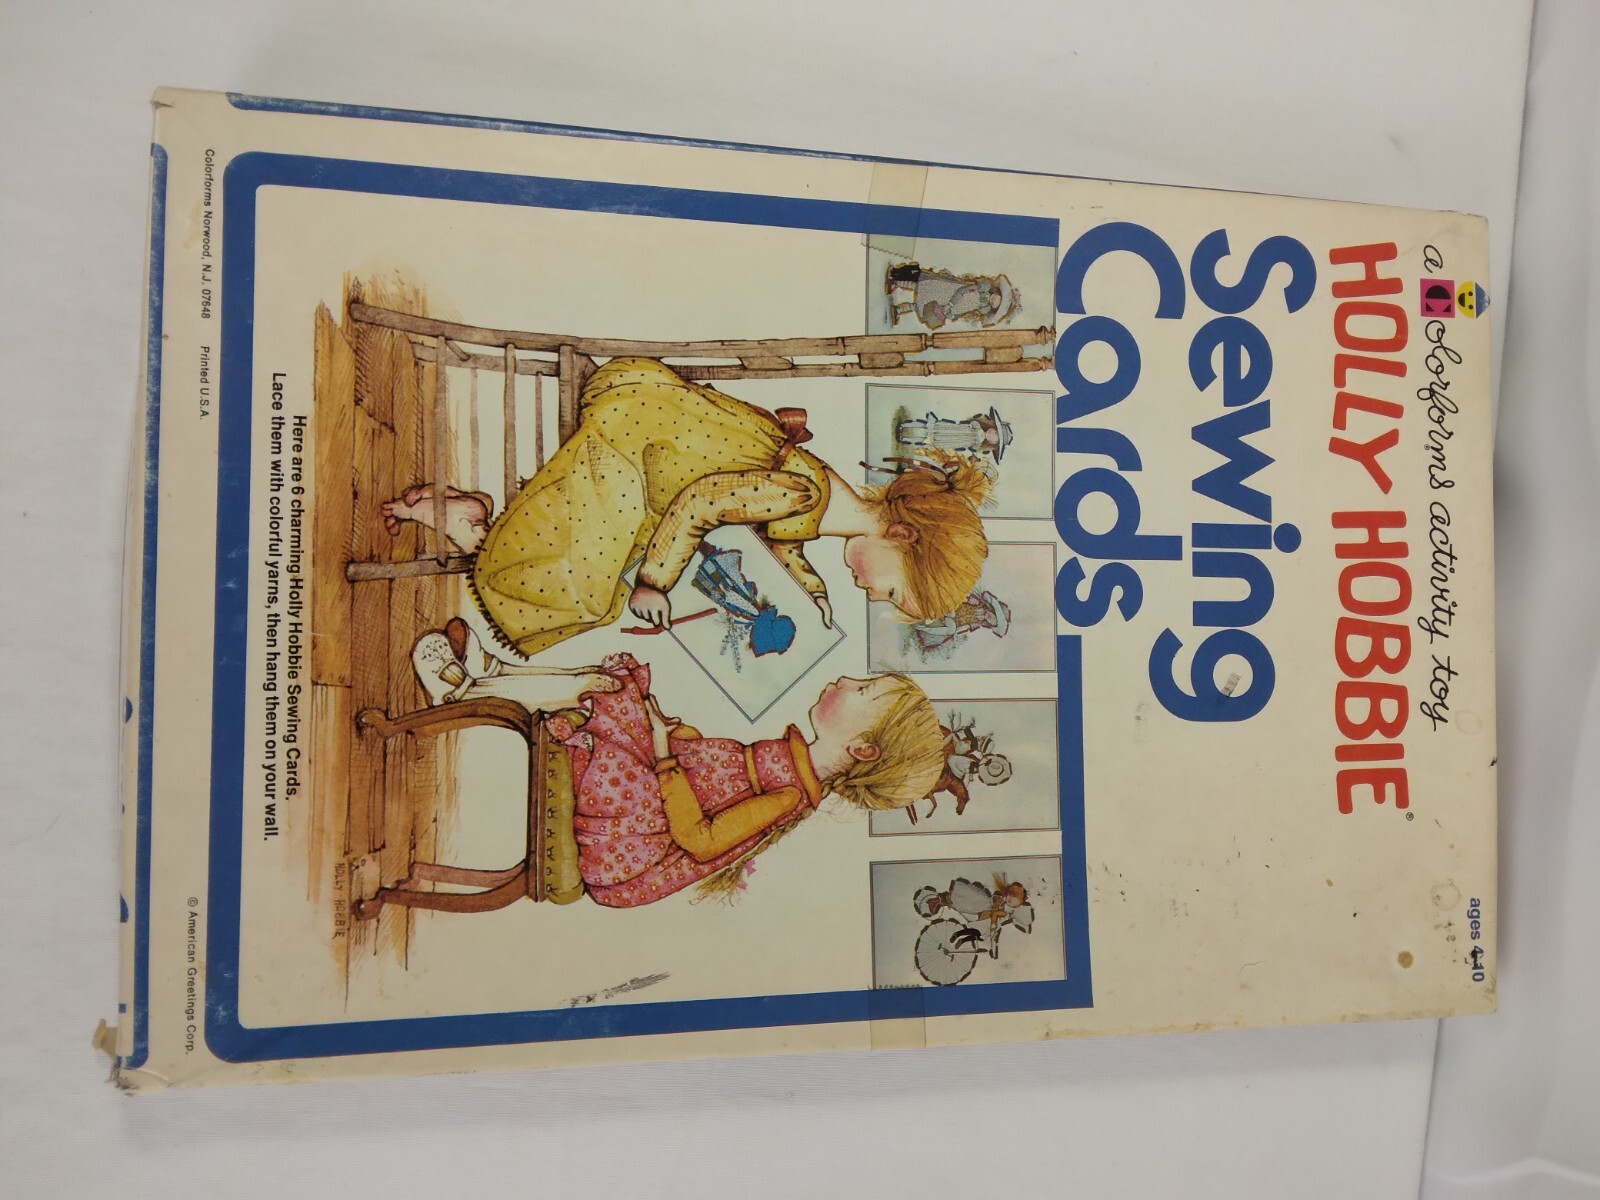 a Colorforms activity toy
ages 4-10
HOLLY HOBBIE®
Sewing
Cards
HOLLY HOBBIE
Here are 6 charming Holly Hobbie Sewing Cards.
Lace them with colorful yarns, then hang them on your wall.
Colorforms Norwood, N.J. 07648 Printed U.S.A.
© American Greetings Corp.